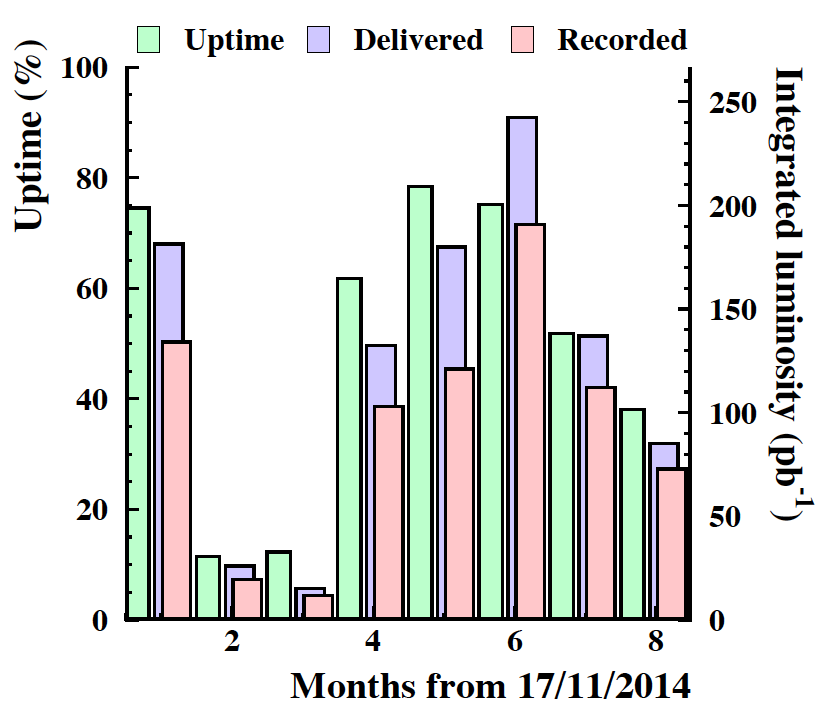 Uptime Delivered Recorded
Uptime (%)
100
80
60
40
20
0
250
200
150
100
50
0
Integrated luminosity (pb-1)
2 4 6 8
Months from 17/11/2014